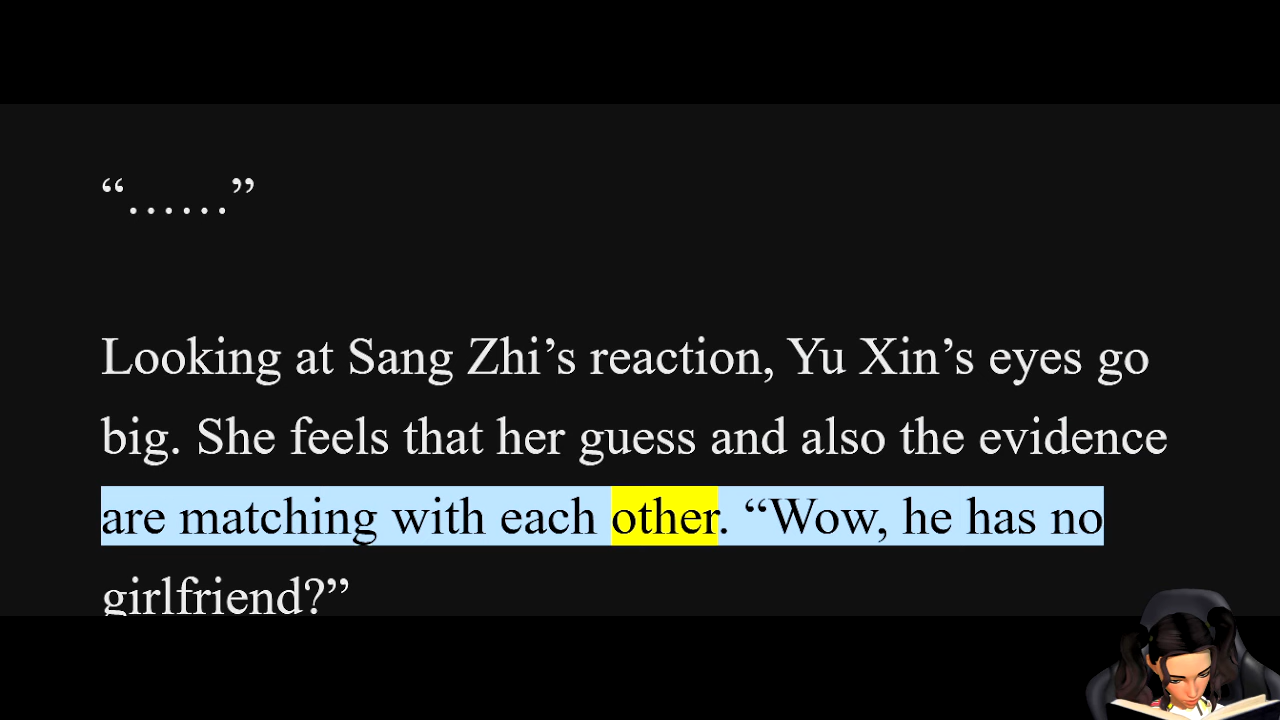 “……”
Looking at Sang Zhi’s reaction, Yu Xin’s eyes go
big. She feels that her guess and also the evidence
are matching with each other. “Wow, he has no
girlfriend?”